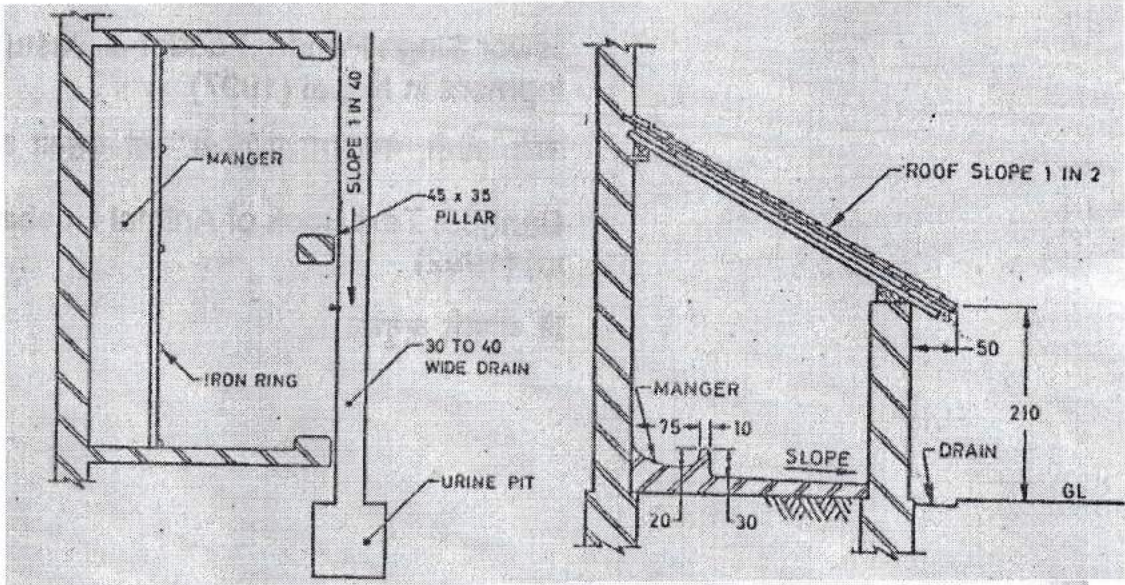 MANGER
SLOPE 1 IN 40
45 x 35
PILLAR
30 TO 40
WIDE DRAIN
IRON RING
URINE PIT
ROOF SLOPE 1 IN 2
50
210
MANGER
75
10
SLOPE
DRAIN
GL
20
30